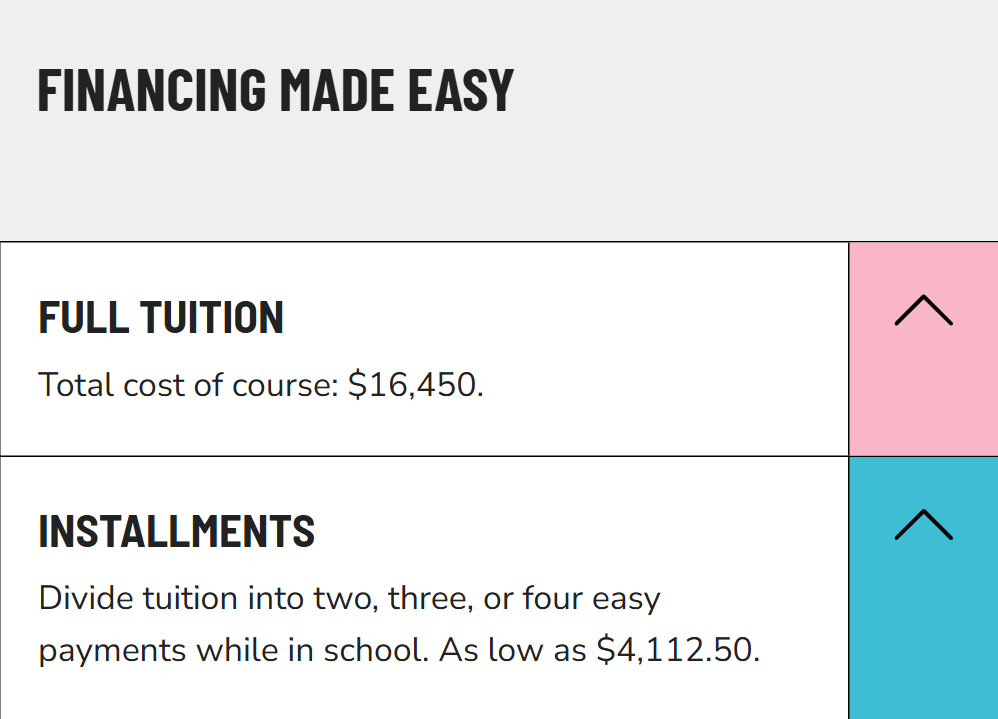 FINANCING MADE EASY
FULL TUITION
Total cost of course: $16,450.
INSTALLMENTS
Divide tuition into two, three, or four easy
payments while in school. As low as $4,112.50.